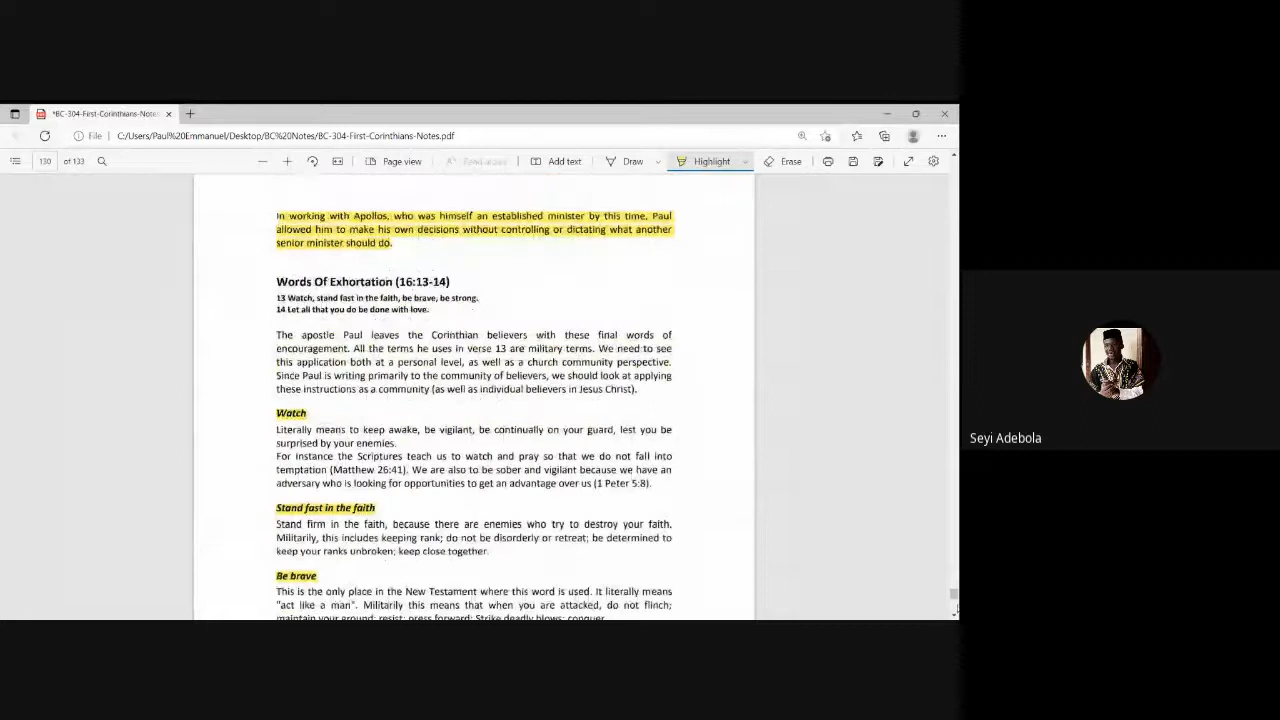 *BC-304-First-Corinthians-Notes
File
C:/Users/Paul%20Emmanuel/Desktop/BC%20Notes/BC-304-First-Corinthians-Notes.pdf
130 of 133
Page view
Add text
Draw
Highlight
Erase
In working with Apollos, who was himself an established minister by this time, Paul
allowed him to make his own decisions without controlling or dictating what another
senior minister should do.
Words Of Exhortation (16:13-14)
13 Watch, stand fast in the faith, be brave, be strong.
14 Let all that you do be done with love.
The apostle Paul leaves the Corinthian believers with these final words of
encouragement. All the terms he uses in verse 13 are military terms. We need to see
this application both at a personal level, as well as a church community perspective.
Since Paul is writing primarily to the community of believers, we should look at applying
these instructions as a community (as well as individual believers in Jesus Christ).
Watch
Literally means to keep awake, be vigilant, be continually on your guard, lest you be
surprised by your enemies.
For instance the Scriptures teach us to watch and pray so that we do not fall into
temptation (Matthew 26:41). We are also to be sober and vigilant because we have an
adversary who is looking for opportunities to get an advantage over us (1 Peter 5:8).
Stand fast in the faith
Stand firm in the faith, because there are enemies who try to destroy your faith.
Militarily, this includes keeping rank; do not be disorderly or retreat; be determined to
keep your ranks unbroken; keep close together.
Be brave
This is the only place in the New Testament where this word is used. It literally means
"act like a man". Militarily this means that when you are attacked, do not flinch;
maintain your ground; resist; press forward; Strike deadly blows; conquer.
Seyi Adebola